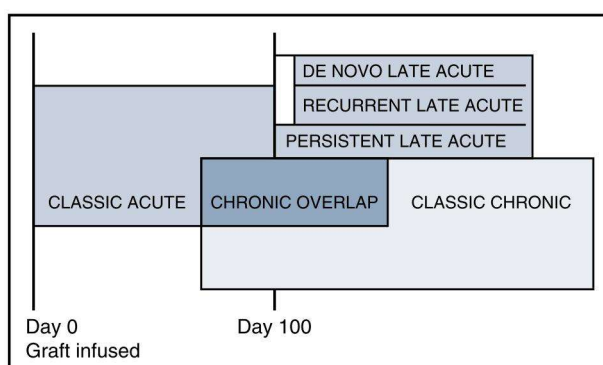 DE NOVO LATE ACUTE
RECURRENT LATE ACUTE
PERSISTENT LATE ACUTE
CLASSIC ACUTE
CHRONIC OVERLAP
CLASSIC CHRONIC
Day 0
Graft infused
Day 100